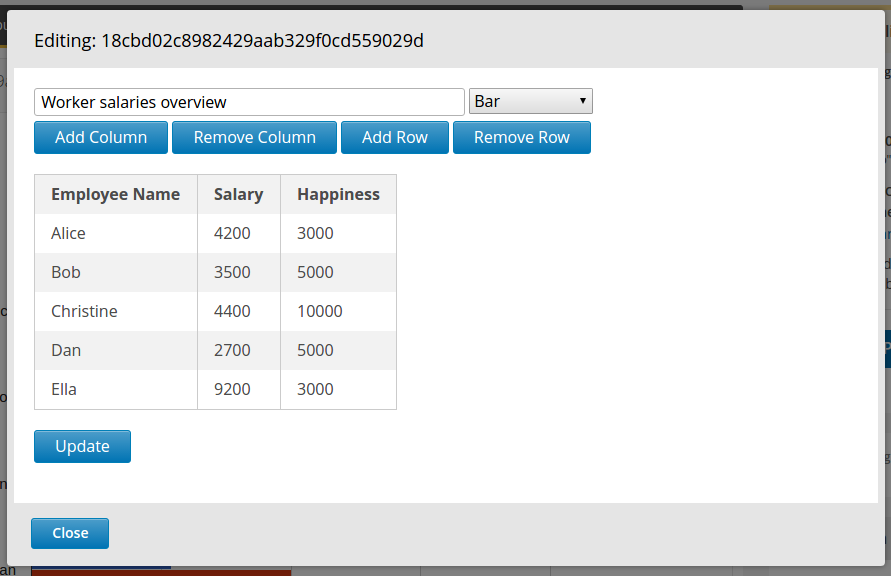 Editing: 18cbd02c8982429aab329f0cd559029d
Worker salaries overview Bar
Add Column Remove Column Add Row Remove Row
Employee Name Salary Happiness
Alice 4200 3000
Bob 3500 5000
Christine 4400 10000
Dan 2700 5000
Ella 9200 3000
Update
Close